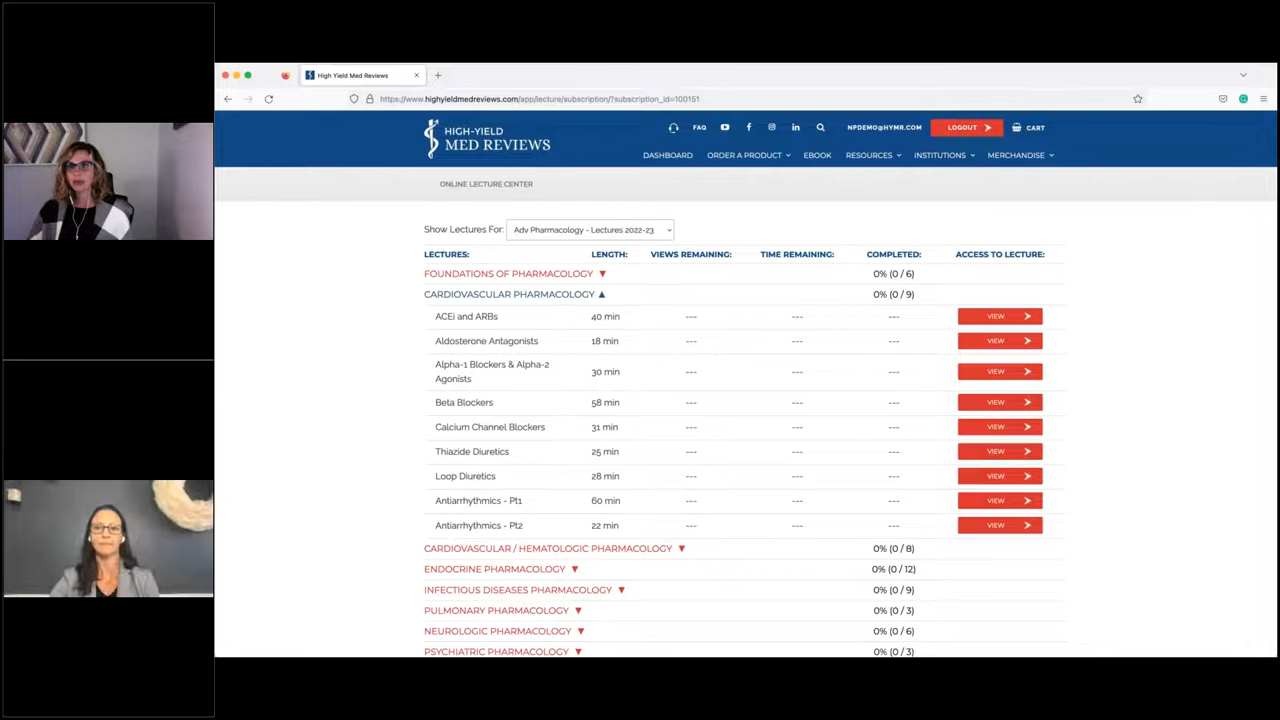 High Yield Med Reviews
https://www.highyieldmedreviews.com/app/lecture/subscription/?subscription_id=100151
HIGH-YIELD
MED REVIEWS
FAQ
NPDEMO@HYMR.COM
LOGOUT
CART
DASHBOARD
ORDER A PRODUCT
EBOOK
RESOURCES
INSTITUTIONS
MERCHANDISE
ONLINE LECTURE CENTER
Show Lectures For: Adv Pharmacology - Lectures 2022-23
LECTURES: LENGTH: VIEWS REMAINING: TIME REMAINING: COMPLETED: ACCESS TO LECTURE:
FOUNDATIONS OF PHARMACOLOGY ▼ 0% (0 / 6)
CARDIOVASCULAR PHARMACOLOGY ▲ 0% (0 / 9)
ACEi and ARBs 40 min --- --- --- VIEW
Aldosterone Antagonists 18 min --- --- --- VIEW
Alpha-1 Blockers & Alpha-2
Agonists 30 min --- --- --- VIEW
Beta Blockers 58 min --- --- --- VIEW
Calcium Channel Blockers 31 min --- --- --- VIEW
Thiazide Diuretics 25 min --- --- --- VIEW
Loop Diuretics 28 min --- --- --- VIEW
Antiarrhythmics - Pt1 60 min --- --- --- VIEW
Antiarrhythmics - Pt2 22 min --- --- --- VIEW
CARDIOVASCULAR / HEMATOLOGIC PHARMACOLOGY ▼ 0% (0 / 8)
ENDOCRINE PHARMACOLOGY ▼ 0% (0 / 12)
INFECTIOUS DISEASES PHARMACOLOGY ▼ 0% (0 / 9)
PULMONARY PHARMACOLOGY ▼ 0% (0 / 3)
NEUROLOGIC PHARMACOLOGY ▼ 0% (0 / 6)
PSYCHIATRIC PHARMACOLOGY ▼ 0% (0 / 3)